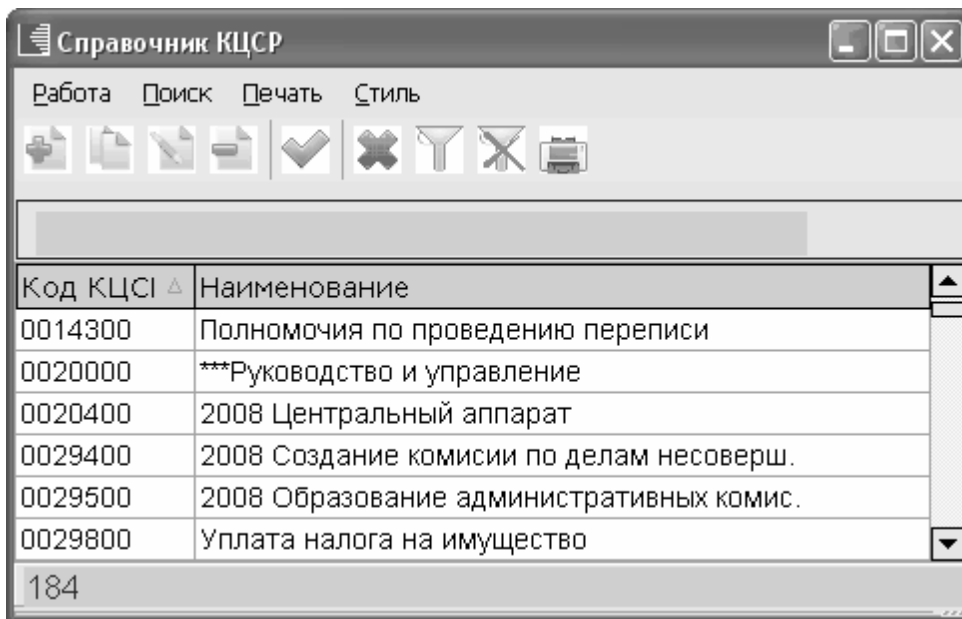 Справочник КЦСР
Работа Поиск Печать Стиль
Код КЦСІ Наименование
0014300 Полномочия по проведению переписи
0020000 ***Руководство и управление
0020400 2008 Центральный аппарат
0029400 2008 Создание комисии по делам несоверш.
0029500 2008 Образование административных комис.
0029800 Уплата налога на имущество
184